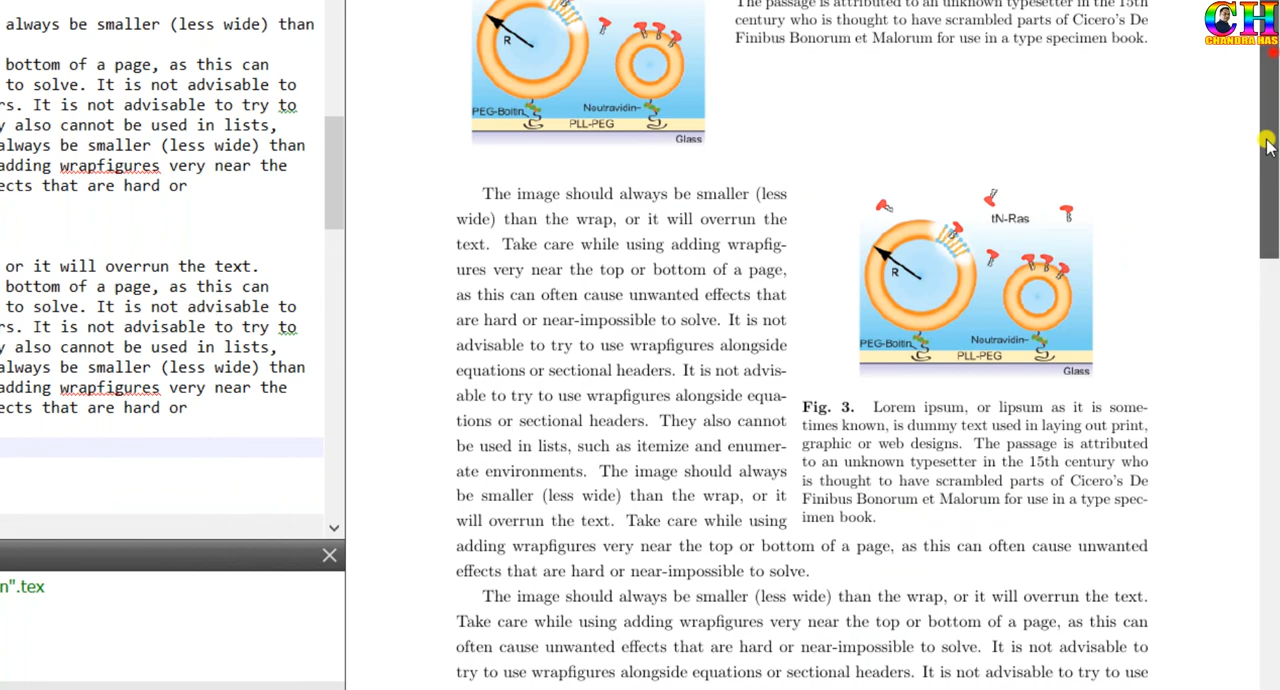 always be smaller (less wide) than
bottom of a page, as this can
to solve. It is not advisable to
rs. It is not advisable to try to
y also cannot be used in lists,
always be smaller (less wide) than
adding wrapfigures very near the
ects that are hard or
or it will overrun the text.
bottom of a page, as this can
to solve. It is not advisable to
rs. It is not advisable to try to
y also cannot be used in lists,
always be smaller (less wide) than
adding wrapfigures very near the
ects that are hard or
n".tex
R
PEG-Boitin
Noutravidin-
PLL-PEG
Glass
The passage is attributed to an unknown typesetter in the 15th
century who is thought to have scrambled parts of Cicero's De
Finibus Bonorum et Malorum for use in a type specimen book.
CH
CHANDRA HAS
The image should always be smaller (less
wide) than the wrap, or it will overrun the
text. Take care while using adding wrapfig-
ures very near the top or bottom of a page,
as this can often cause unwanted effects that
are hard or near-impossible to solve. It is not
advisable to try to use wrapfigures alongside
equations or sectional headers. It is not advis-
able to try to use wrapfigures alongside equa-
tions or sectional headers. They also cannot
be used in lists, such as itemize and enumer-
ate environments. The image should always
be smaller (less wide) than the wrap, or it
will overrun the text. Take care while using
adding wrapfigures very near the top or bottom of a page, as this can often cause unwanted
effects that are hard or near-impossible to solve.
tN-Ras
R
PEG-Boitin
Noutravidin-
PLL-PEG
Glass
Fig. 3. Lorem ipsum, or lipsum as it is some-
times known, is dummy text used in laying out print,
graphic or web designs. The passage is attributed
to an unknown typesetter in the 15th century who
is thought to have scrambled parts of Cicero's De
Finibus Bonorum et Malorum for use in a type spec-
imen book.
The image should always be smaller (less wide) than the wrap, or it will overrun the text.
Take care while using adding wrapfigures very near the top or bottom of a page, as this can
often cause unwanted effects that are hard or near-impossible to solve. It is not advisable to
try to use wrapfigures alongside equations or sectional headers. It is not advisable to try to use